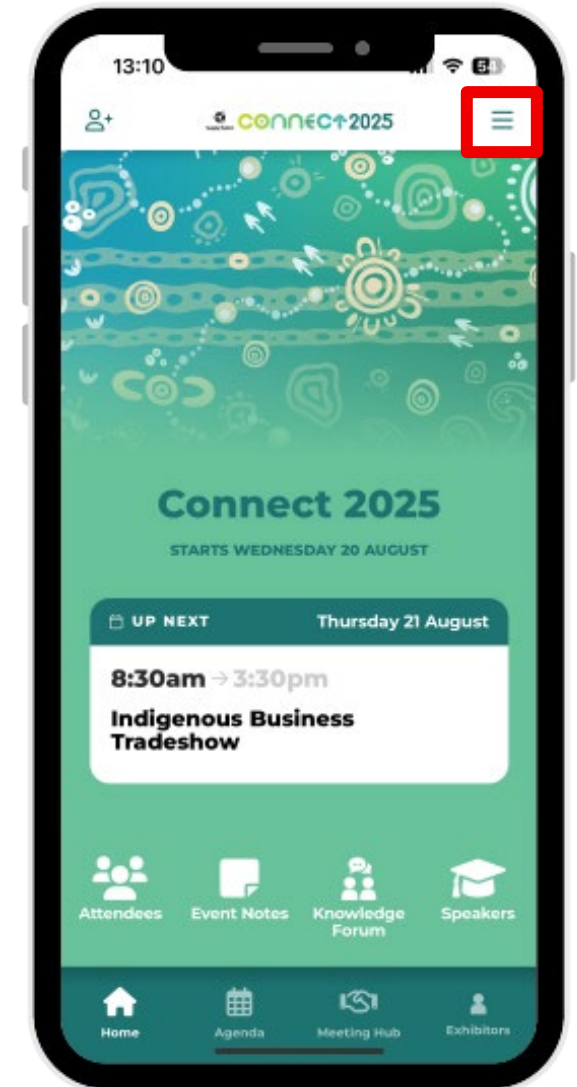 13:10
54
CONNECT2025
Connect 2025
STARTS WEDNESDAY 20 AUGUST
UP NEXT
Thursday 21 August
8:30am → 3:30pm
Indigenous Business
Tradeshow
Attendees
Event Notes
Knowledge
Forum
Speakers
Home
Agenda
Meeting Hub
Exhibitors